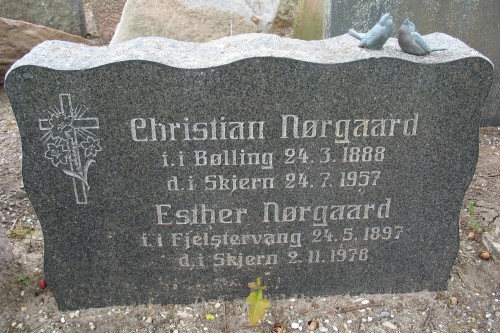 Christian Nørgaard
f. i Bølling 24. 3. 1888
d. i Skjern 24. 7. 1957
Esther Nørgaard
f. i Fjelstervang 24. 5. 1897
d. i Skjern 2. 11. 1978